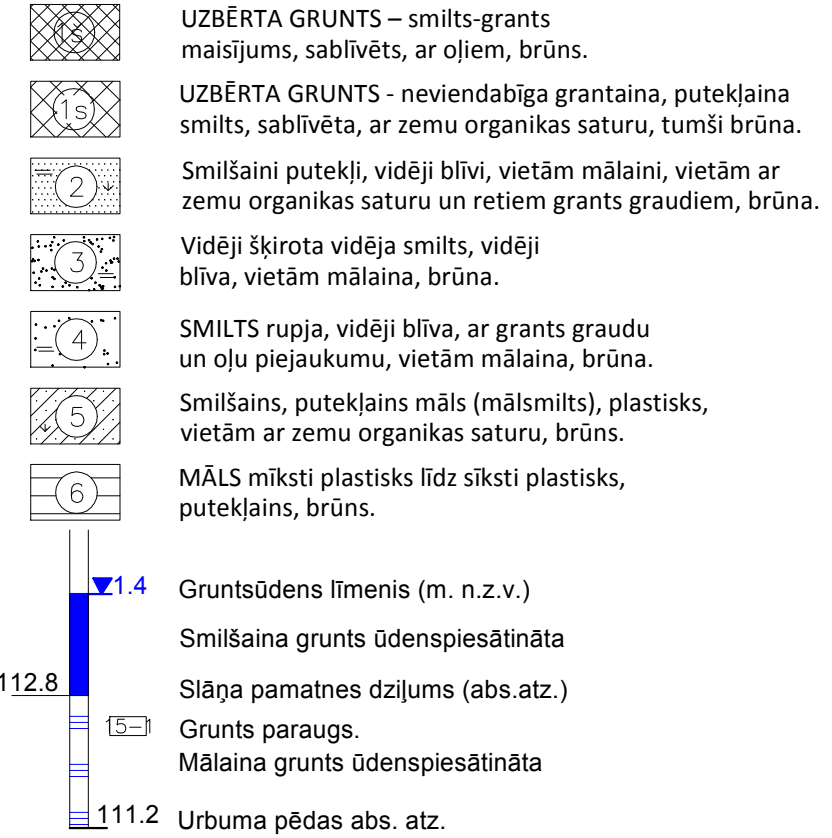 1š
UZBĒRTA GRUNTS – smilts-grants
maisījums, sablīvēts, ar oļiem, brūns.
1s
UZBĒRTA GRUNTS - neviendabīga grantaina, putekļaina
smilts, sablīvēta, ar zemu organikas saturu, tumši brūna.
2
Smilšaini putekļi, vidēji blīvi, vietām mālaini, vietām ar
zemu organikas saturu un retiem grants graudiem, brūna.
3
Vidēji šķirota vidēja smilts, vidēji
blīva, vietām mālaina, brūna.
4
SMILTS rupja, vidēji blīva, ar grants graudu
un oļu piejaukumu, vietām mālaina, brūna.
5
Smilšains, putekļains māls (mālsmilts), plastisks,
vietām ar zemu organikas saturu, brūns.
6
MĀLS mīksti plastisks līdz sīksti plastisks,
putekļains, brūns.
1.4 Gruntsūdens līmenis (m. n.z.v.)
Smilšaina grunts ūdenspiesātināta
112.8 Slāņa pamatnes dziļums (abs.atz.)
15-1 Grunts paraugs.
Mālaina grunts ūdenspiesātināta
111.2 Urbuma pēdas abs. atz.